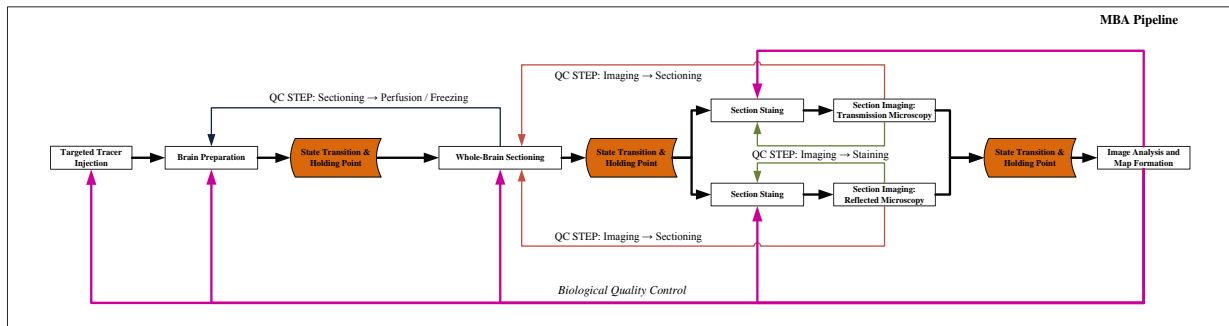 MBA Pipeline
QC STEP: Imaging → Sectioning
QC STEP: Sectioning → Perfusion / Freezing
Section Staing
Section Imaging:
Transmission Microscopy
Targeted Tracer
Injection
Brain Preparation
State Transition &
Holding Point
Whole-Brain Sectioning
State Transition &
Holding Point
QC STEP: Imaging → Staining
State Transition &
Holding Point
Image Analysis and
Map Formation
Section Staing
Section Imaging:
Reflected Microscopy
QC STEP: Imaging → Sectioning
Biological Quality Control